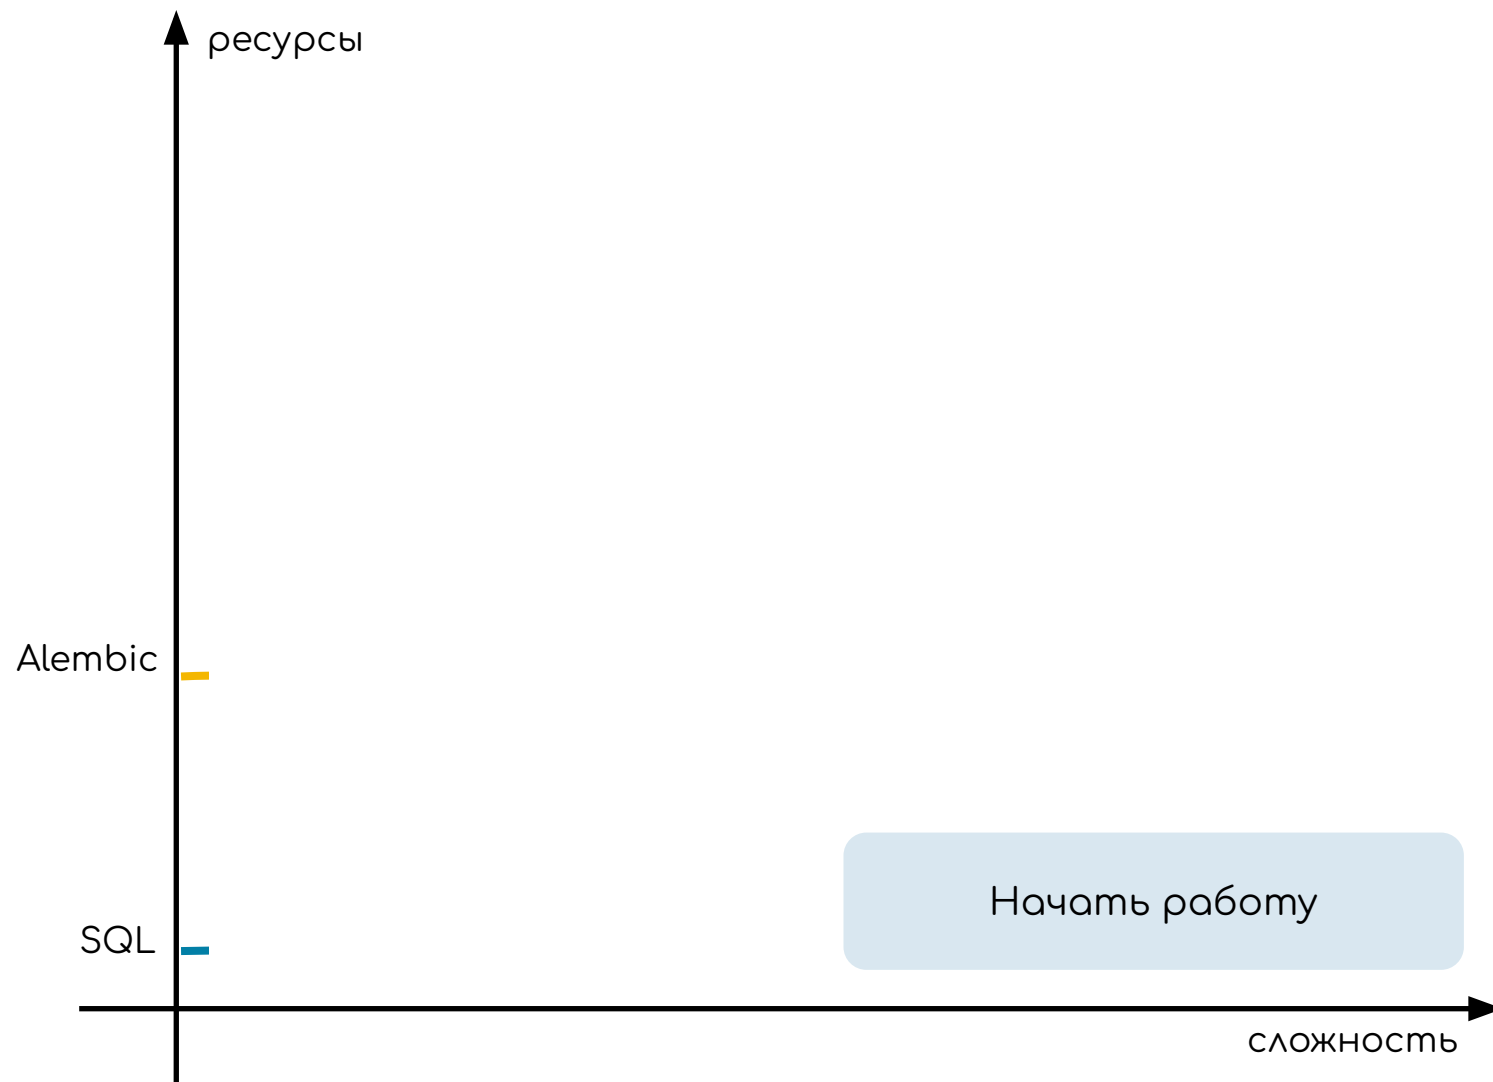 ресурсы
Alembic
Начать работу
SQL
сложность